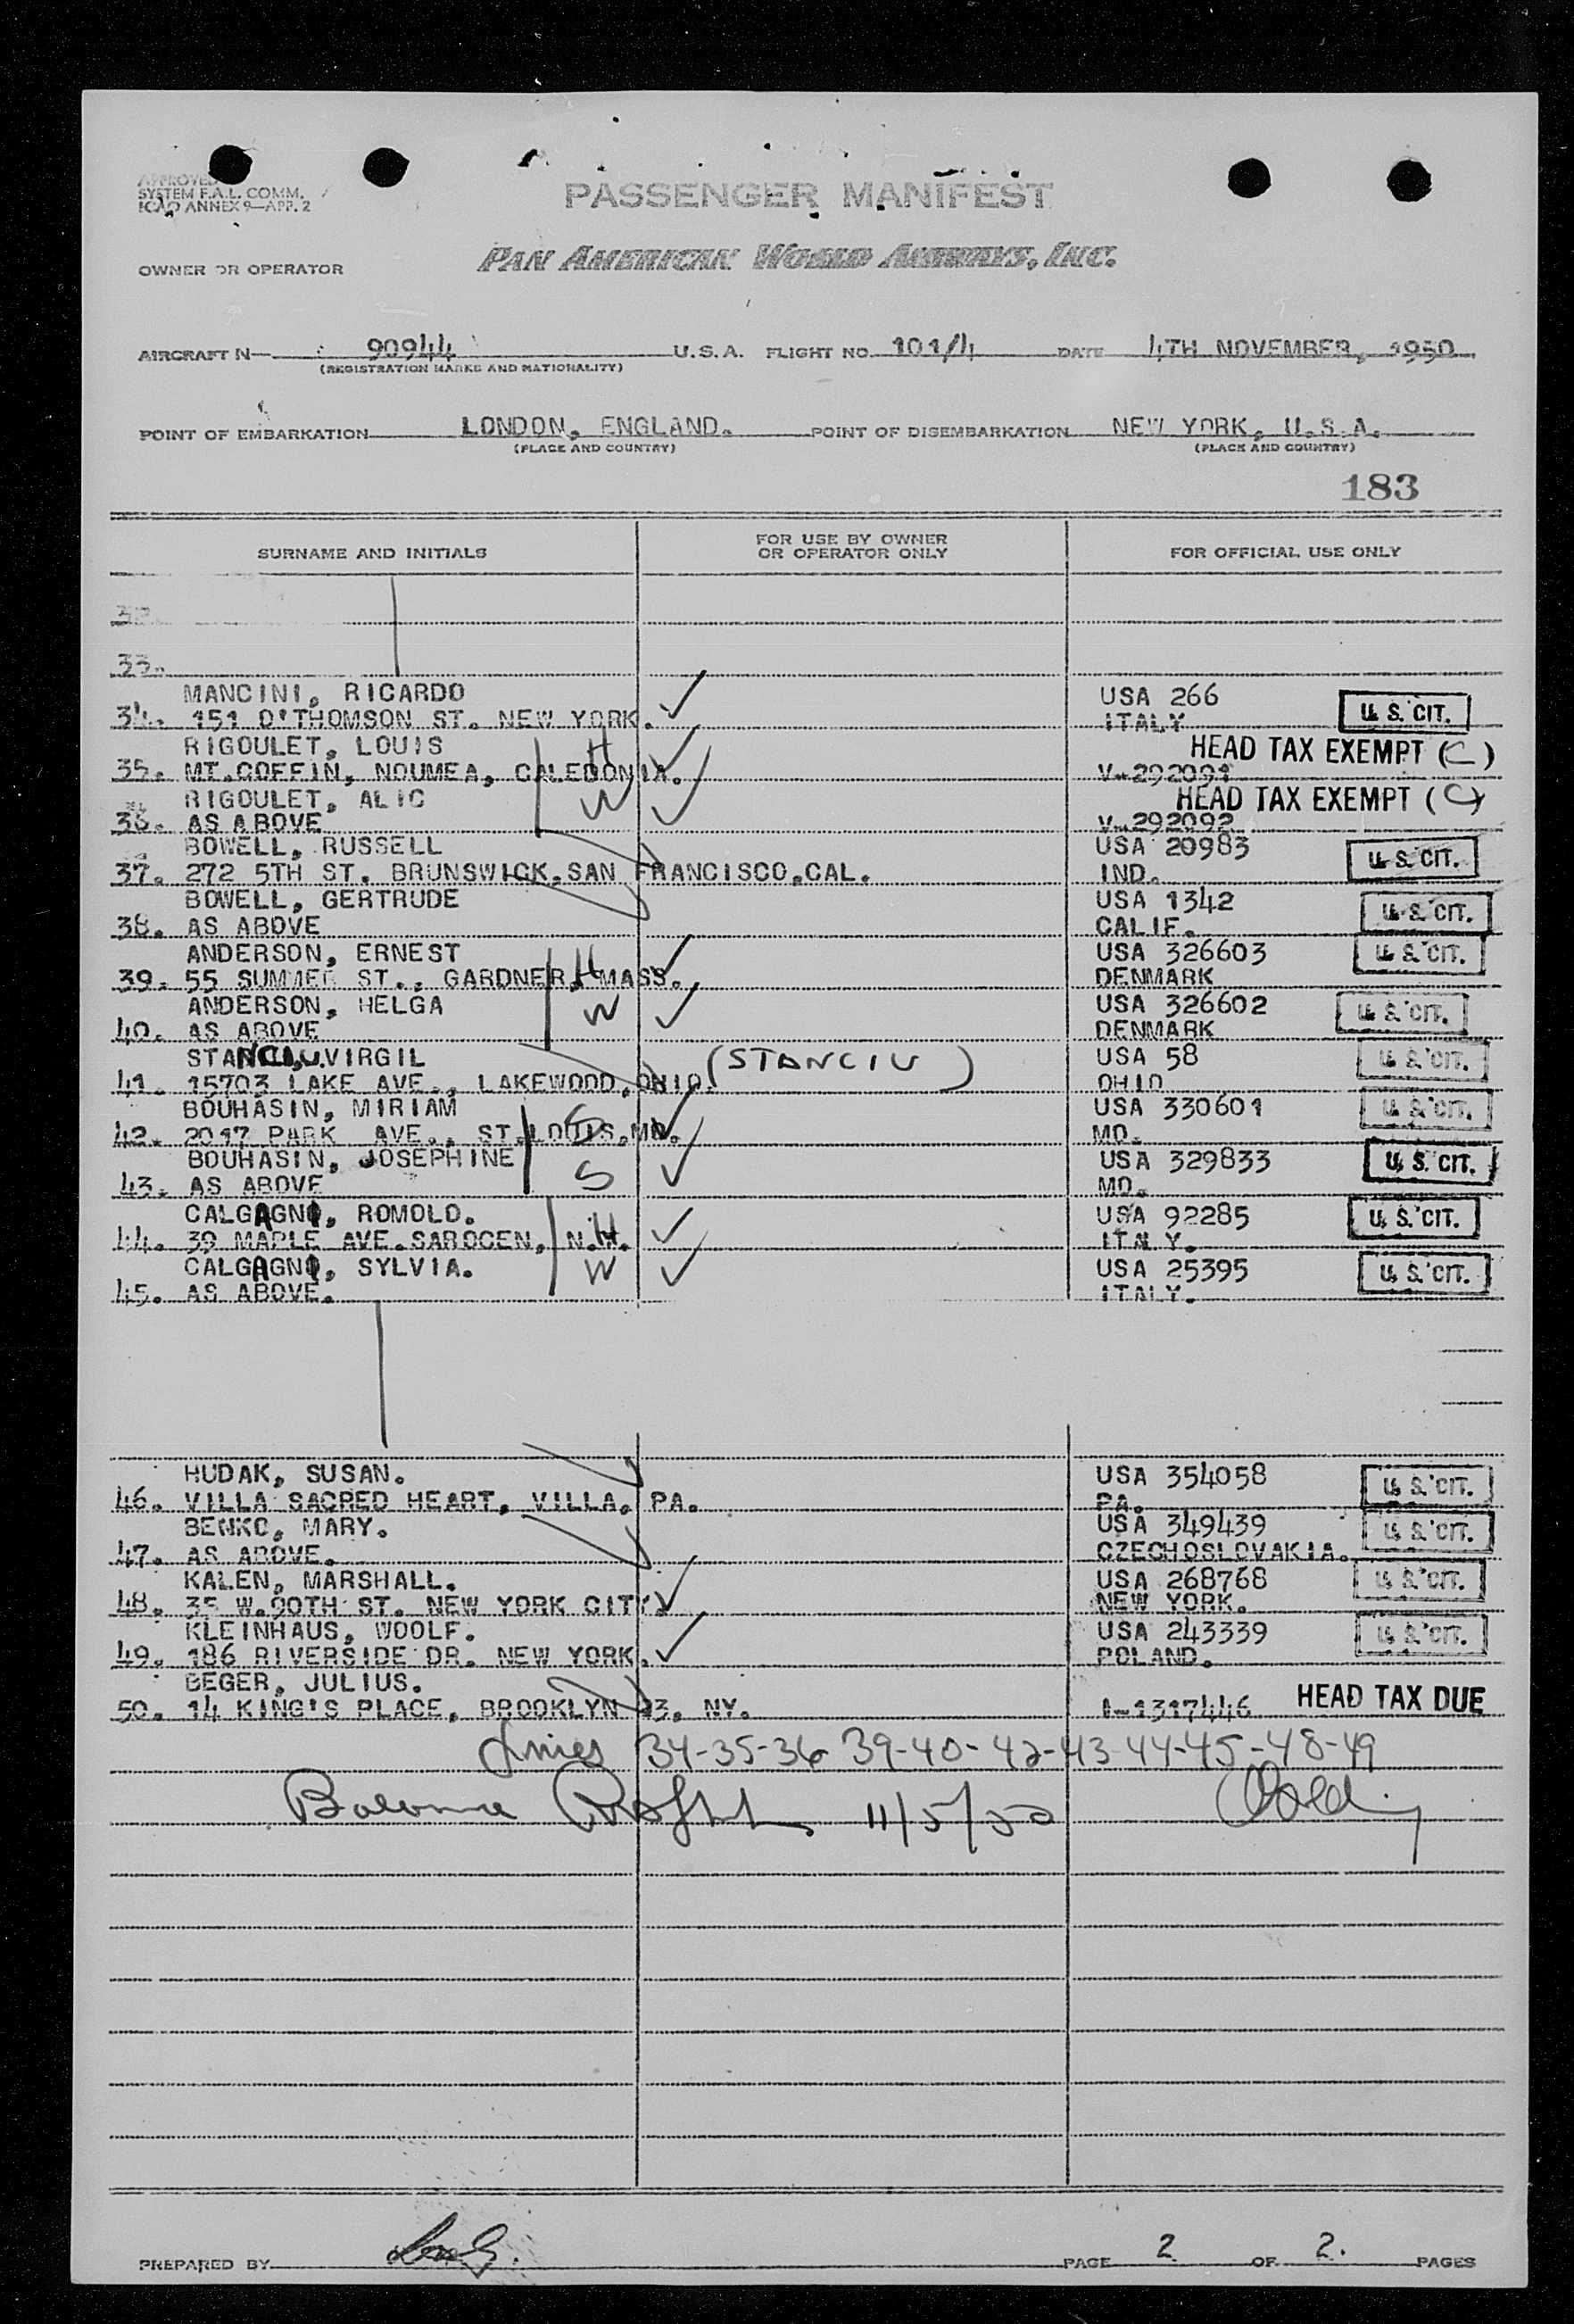 APPROVED
SYSTEM F.A.L. COMM.
ICAO ANNEX 9—APP. 2
PASSENGER MANIFEST
OWNER OR OPERATOR PAN AMERICAN WORLD AIRWAYS, INC.
AIRCRAFT N— 90944 U.S.A. FLIGHT NO. 101/4 DATE 4TH NOVEMBER, 1950
(REGISTRATION MARKS AND NATIONALITY)
POINT OF EMBARKATION LONDON, ENGLAND. POINT OF DISEMBARKATION NEW YORK, U.S.A.
(PLACE AND COUNTRY) (PLACE AND COUNTRY)
183
SURNAME AND INITIALS FOR USE BY OWNER OR OPERATOR ONLY FOR OFFICIAL USE ONLY
32.
33.
MANCINI, RICARDO USA 266
34. 151 D'THOMSON ST. NEW YORK. ITALY U. S. CIT.
RIGOULET, LOUIS H HEAD TAX EXEMPT (C)
35. MT.COFFIN, NOUMEA, CALEDONIA. V-292091
RIGOULET, ALIC W HEAD TAX EXEMPT (C)
36. AS ABOVE V-292092
BOWELL, RUSSELL USA 20983
37. 272 5TH ST. BRUNSWICK.SAN FRANCISCO,CAL. IND. U. S. CIT.
BOWELL, GERTRUDE USA 1342
38. AS ABOVE CALIF. U. S. CIT.
ANDERSON, ERNEST H USA 326603 U. S. CIT.
39. 55 SUMMER ST., GARDNER, MASS. DENMARK
ANDERSON, HELGA W USA 326602 U. S. CIT.
40. AS ABOVE DENMARK
STANCIU.VIRGIL (STANCIU) USA 58 U. S. CIT.
41. 15703 LAKE AVE., LAKEWOOD,OHIO. OHIO
BOUHASIN, MIRIAM USA 330601 U. S. CIT.
42. 2017 PARK AVE., ST.LOUIS,MO. S MO.
BOUHASIN, JOSEPHINE S USA 329833 U. S. CIT.
43. AS ABOVE MO.
CALGAGNI, ROMOLO. H USA 92285 U. S. CIT.
44. 39 MAPLE AVE.SAROCEN, N.H. ITALY.
CALGAGNI, SYLVIA. W USA 25395 U. S. CIT.
45. AS ABOVE. ITALY.
HUDAK, SUSAN. USA 354058 U. S. CIT.
46. VILLA SACRED HEART, VILLA, PA. PA.
BENKO, MARY. USA 349439 U. S. CIT.
47. AS ABOVE. CZECHOSLOVAKIA.
KALEN, MARSHALL. USA 268768 U. S. CIT.
48. 35 W.90TH ST. NEW YORK CITY. NEW YORK.
KLEINHAUS, WOOLF. USA 243339 U. S. CIT.
49. 186 RIVERSIDE DR. NEW YORK. POLAND.
BEGER, JULIUS. HEAD TAX DUE
50. 14 KING'S PLACE, BROOKLYN 23, NY. A-1317446
Lines 34-35-36-39-40-42-43-44-45-48-49
11/5/50
PREPARED BY PAGE 2 OF 2. PAGES